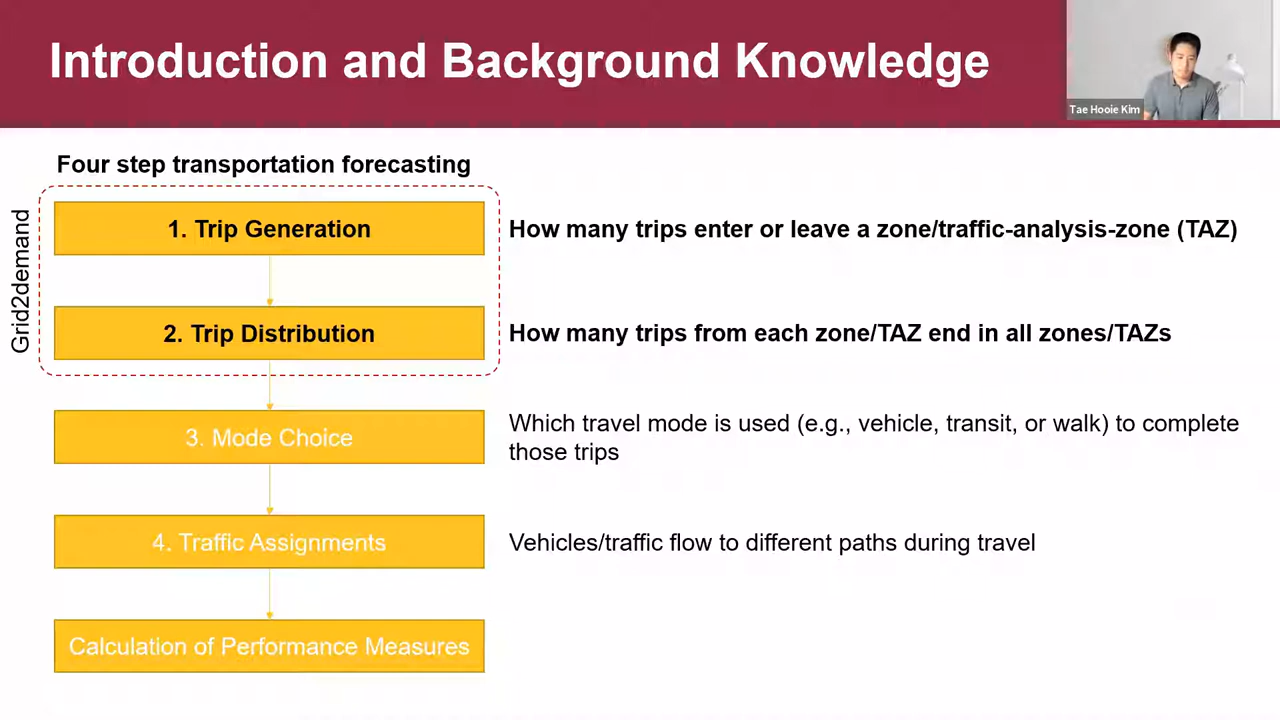 Introduction and Background Knowledge
Tae Hooie Kim
Four step transportation forecasting
Grid2demand
1. Trip Generation
How many trips enter or leave a zone/traffic-analysis-zone (TAZ)
2. Trip Distribution
How many trips from each zone/TAZ end in all zones/TAZs
3. Mode Choice
Which travel mode is used (e.g., vehicle, transit, or walk) to complete
those trips
4. Traffic Assignments
Vehicles/traffic flow to different paths during travel
Calculation of Performance Measures